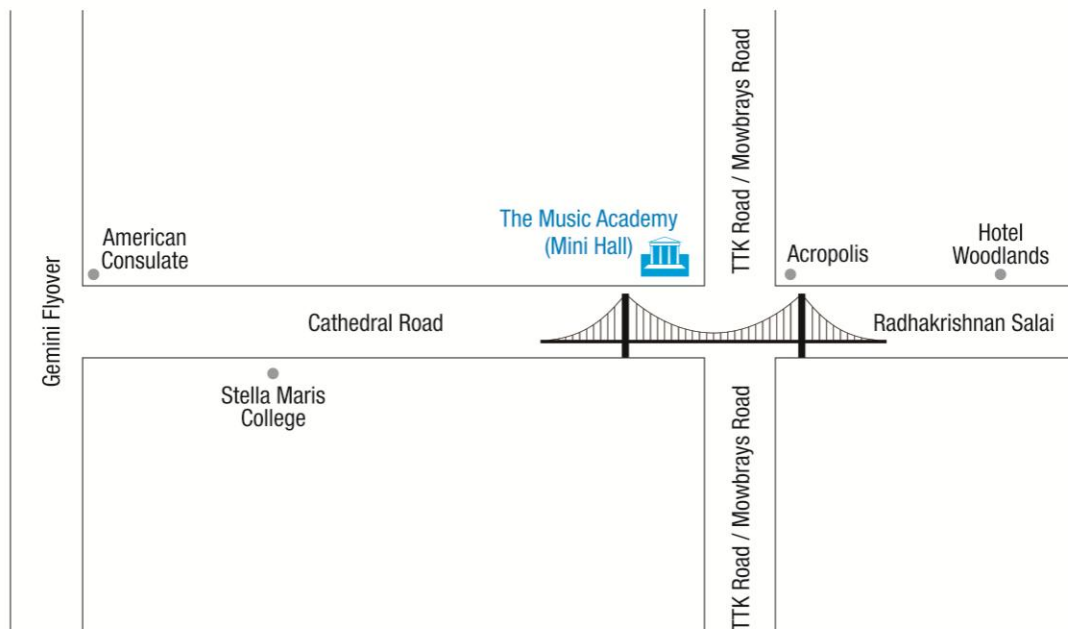 TTK Road / Mowbrays Road
The Music Academy
(Mini Hall)
American
Consulate
Acropolis
Hotel
Woodlands
Gemini Flyover
Cathedral Road
Radhakrishnan Salai
Stella Maris
College
TTK Road / Mowbrays Road